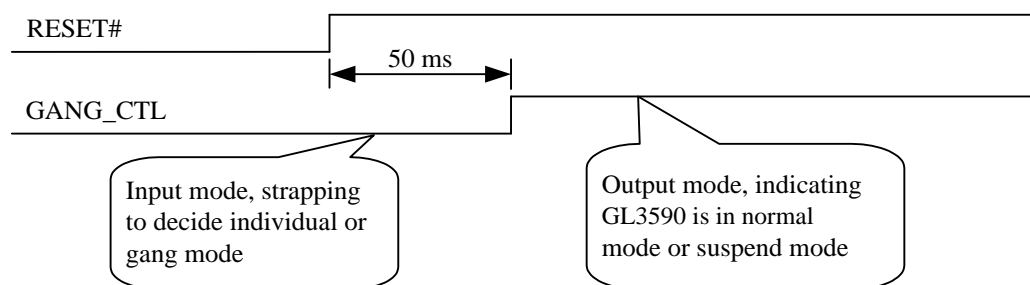 RESET#
50 ms
GANG_CTL
Input mode, strapping
to decide individual or
gang mode
Output mode, indicating
GL3590 is in normal
mode or suspend mode